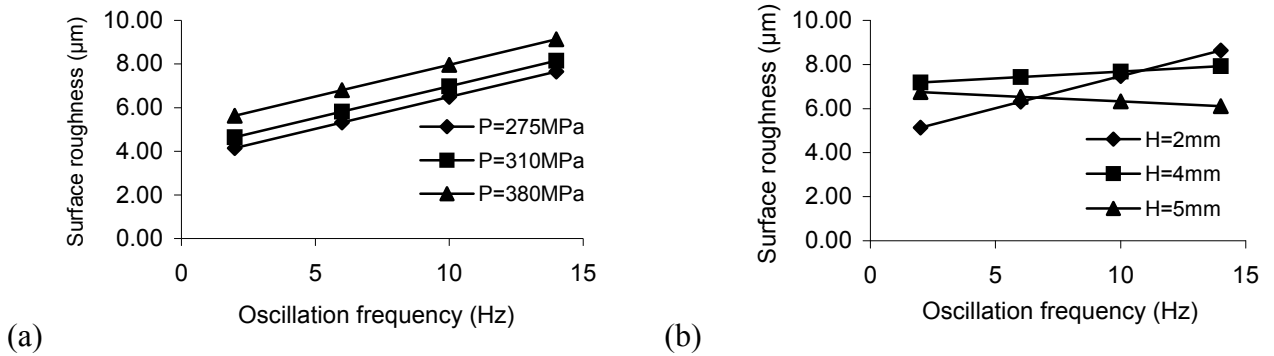 Surface roughness (μm)
10.00
8.00
6.00
4.00
2.00
0.00
0
5
10
15
P=275MPa
P=310MPa
P=380MPa
Oscillation frequency (Hz)
(a)
Surface roughness (μm)
10.00
8.00
6.00
4.00
2.00
0.00
0
5
10
15
H=2mm
H=4mm
H=5mm
Oscillation frequency (Hz)
(b)